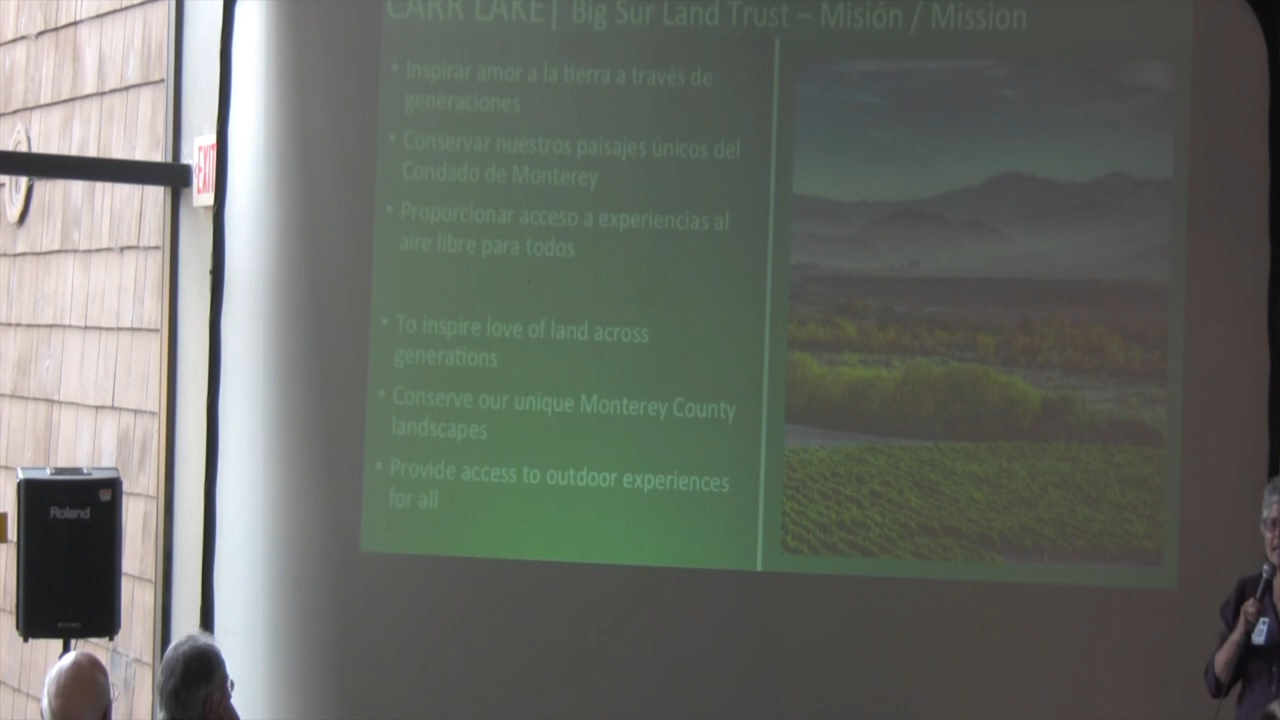 CARR LAKE| Big Sur Land Trust – Misión / Mission
• Inspirar amor a la tierra a través de
generaciones
• Conservar nuestros paisajes únicos del
Condado de Monterey
• Proporcionar acceso a experiencias al
aire libre para todos
• To inspire love of land across
generations
• Conserve our unique Monterey County
landscapes
• Provide access to outdoor experiences
for all
EXIT
Roland